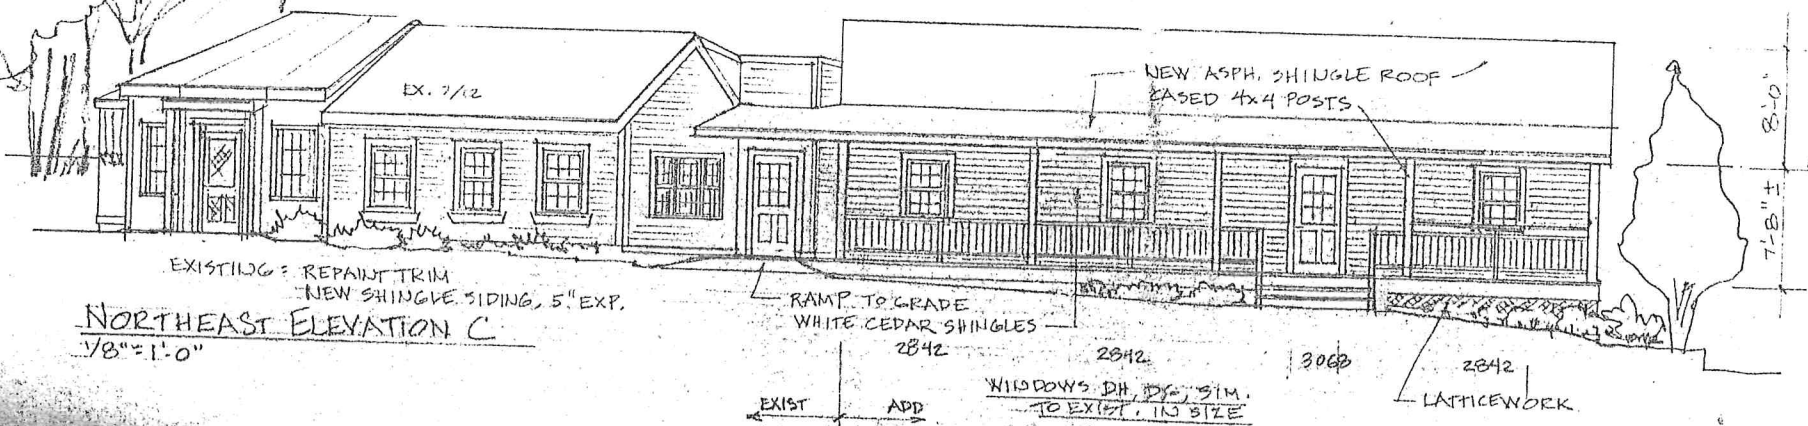 NEW ASPH. SHINGLE ROOF
CASED 4x4 POSTS
EX. 7/12
8'-0"
7'-8" ±
EXISTING: REPAINT TRIM
NEW SHINGLE SIDING, 5" EXP.
NORTHEAST ELEVATION C
1/8"=1'-0"
RAMP TO GRADE
WHITE CEDAR SHINGLES
2842
2842
3068
2842
WINDOWS DH, DG, SIM.
TO EXIST. IN SIZE
LATTICEWORK
EXIST
ADD